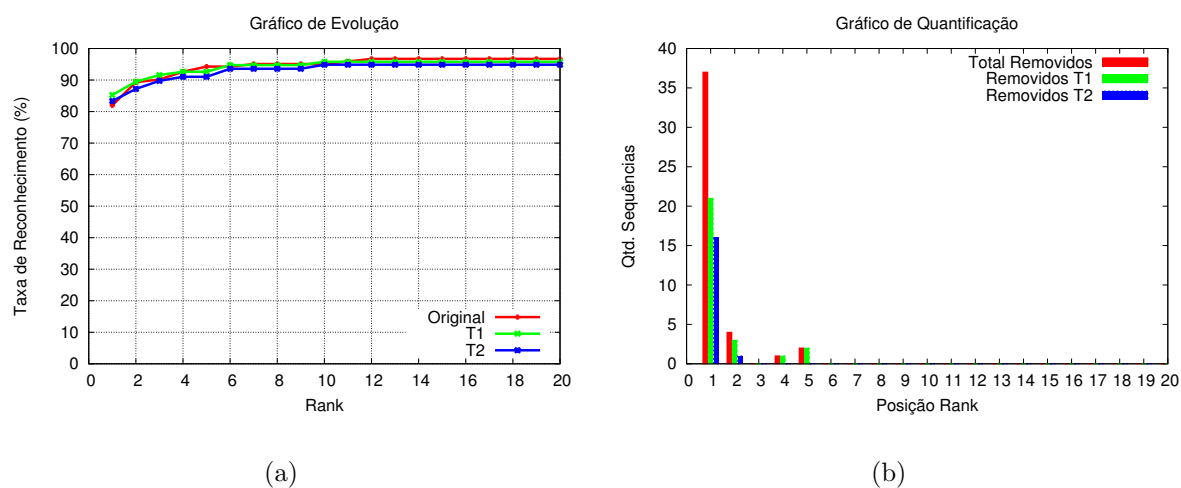 Gráfico de Evolução
Taxa de Reconhecimento (%)
100
90
80
70
60
50
40
30
20
10
0
Original
T1
T2
0 2 4 6 8 10 12 14 16 18 20
Rank
(a)
Gráfico de Quantificação
Qtd. Sequências
40
35
30
25
20
15
10
5
0
Total Removidos
Removidos T1
Removidos T2
0 1 2 3 4 5 6 7 8 9 10 11 12 13 14 15 16 17 18 19 20
Posição Rank
(b)